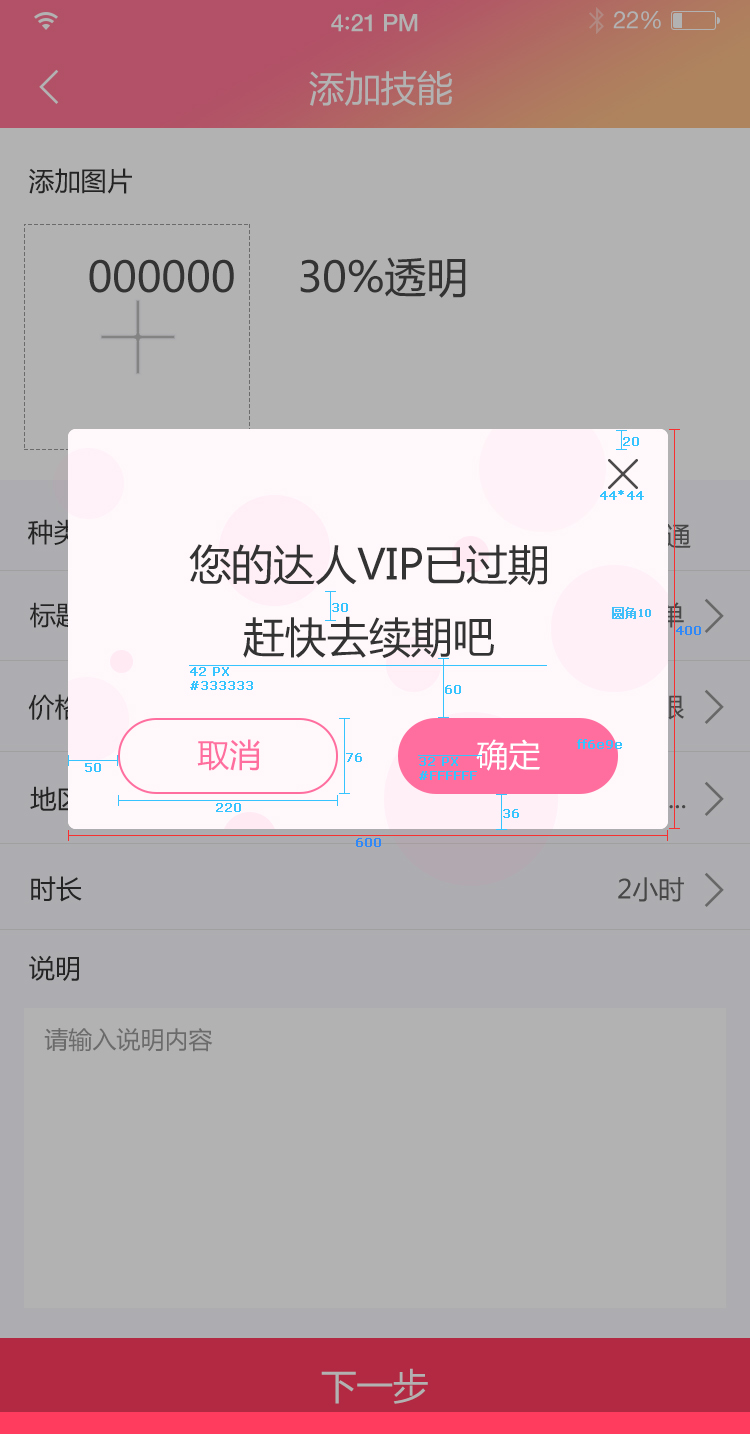 4:21 PM
22%
添加技能
添加图片
000000 30%透明
20
44*44
种类
通
您的达人VIP已过期
30
圆角10
标题
单
400
赶快去续期吧
42 PX
#333333
60
价格
限
取消
76
确定
32 PX
#ffffff
50
220
36
地区
...
600
时长
2小时
说明
请输入说明内容
下一步